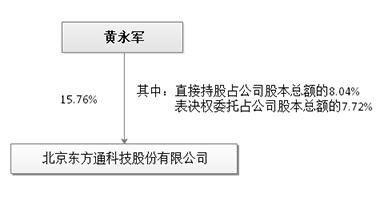 黄永军
15.76%
其中：直接持股占公司股本总额的8.04%
表决权委托占公司股本总额的7.72%
北京东方通科技股份有限公司